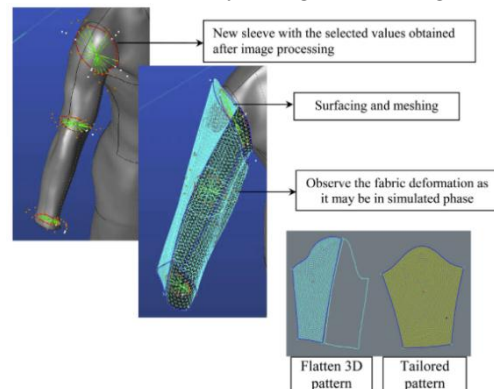 New sleeve with the selected values obtained
after image processing
Surfacing and meshing
Observe the fabric deformation as
it may be in simulated phase
Flatten 3D
pattern
Tailored
pattern